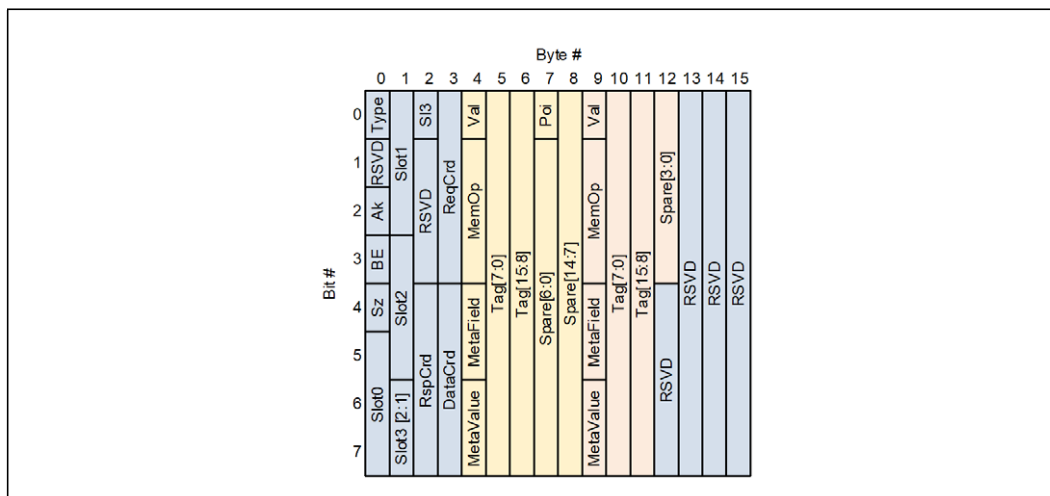 Byte #
0 1 2 3 4 5 6 7 8 9 10 11 12 13 14 15
Bit #
0
1
2
3
4
5
6
7
Type
RSVD
Ak
BE
Sz
Slot0
Slot1
Slot2
Slot3 [2:1]
Sl3
RSVD
RspCrd
ReqCrd
DataCrd
Val
MemOp
MetaField
MetaValue
Tag[7:0]
Tag[15:8]
Poi
Spare[6:0]
Spare[14:7]
Val
MemOp
MetaField
MetaValue
Tag[7:0]
Tag[15:8]
Spare[3:0]
RSVD
RSVD
RSVD
RSVD